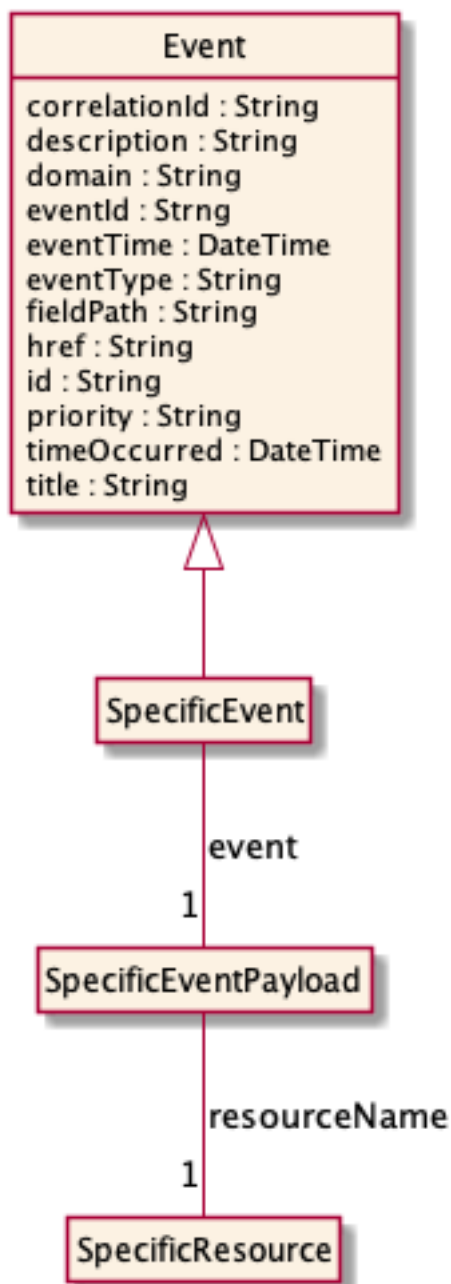 Event
correlationId : String
description : String
domain : String
eventId : Strng
eventTime : DateTime
eventType : String
fieldPath : String
href : String
id : String
priority : String
timeOccurred : DateTime
title : String
SpecificEvent
event
1
SpecificEventPayload
resourceName
1
SpecificResource